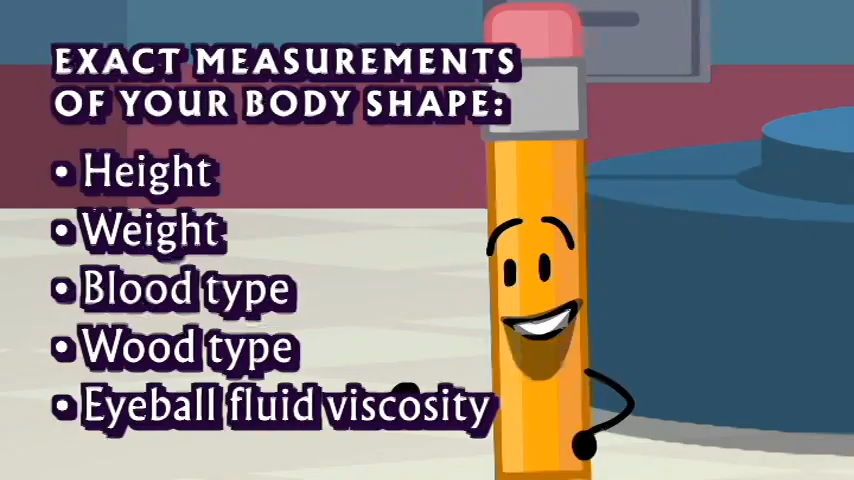 EXACT MEASUREMENTS
OF YOUR BODY SHAPE:
• Height
• Weight
• Blood type
• Wood type
• Eyeball fluid viscosity